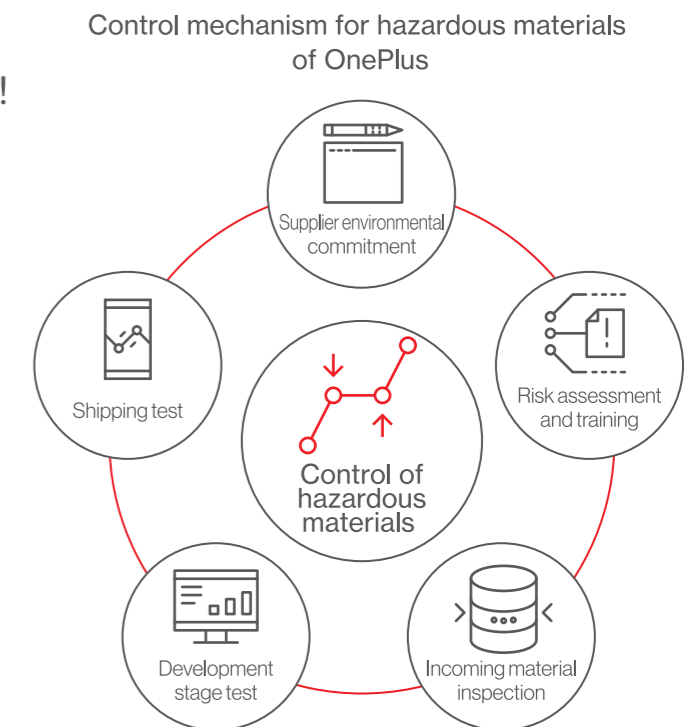 Control mechanism for hazardous materials
of OnePlus
!
Supplier environmental
commitment
Shipping test
Risk assessment
and training
Control of
hazardous
materials
Development
stage test
Incoming material
inspection